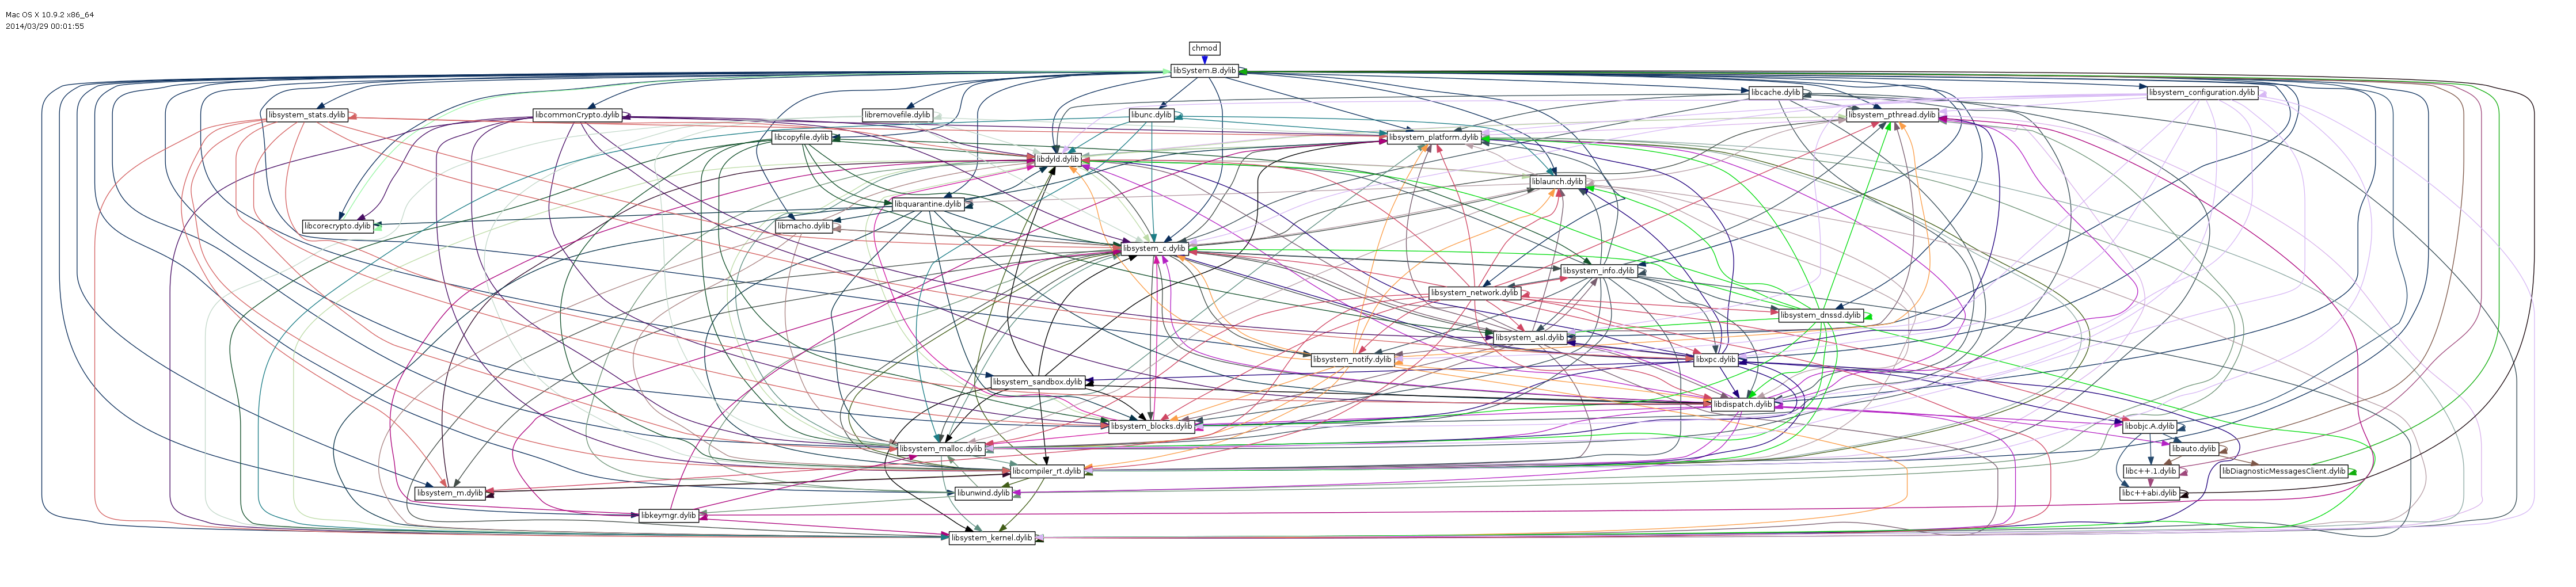 Mac OS X 10.9.2 x86_64
2014/03/29 00:01:55
chmod
libSystem.B.dylib
libcache.dylib
libsystem_configuration.dylib
libsystem_stats.dylib
libcommonCrypto.dylib
libremovefile.dylib
libunc.dylib
libsystem_pthread.dylib
libcopyfile.dylib
libsystem_platform.dylib
libdyld.dylib
liblaunch.dylib
libquarantine.dylib
libcorecrypto.dylib
libmacho.dylib
libsystem_c.dylib
libsystem_info.dylib
libsystem_network.dylib
libsystem_dnssd.dylib
libsystem_asl.dylib
libsystem_notify.dylib
libxpc.dylib
libsystem_sandbox.dylib
libdispatch.dylib
libsystem_blocks.dylib
libobjc.A.dylib
libsystem_malloc.dylib
libauto.dylib
libcompiler_rt.dylib
libc++.1.dylib
libDiagnosticMessagesClient.dylib
libsystem_m.dylib
libunwind.dylib
libc++abi.dylib
libkeymgr.dylib
libsystem_kernel.dylib